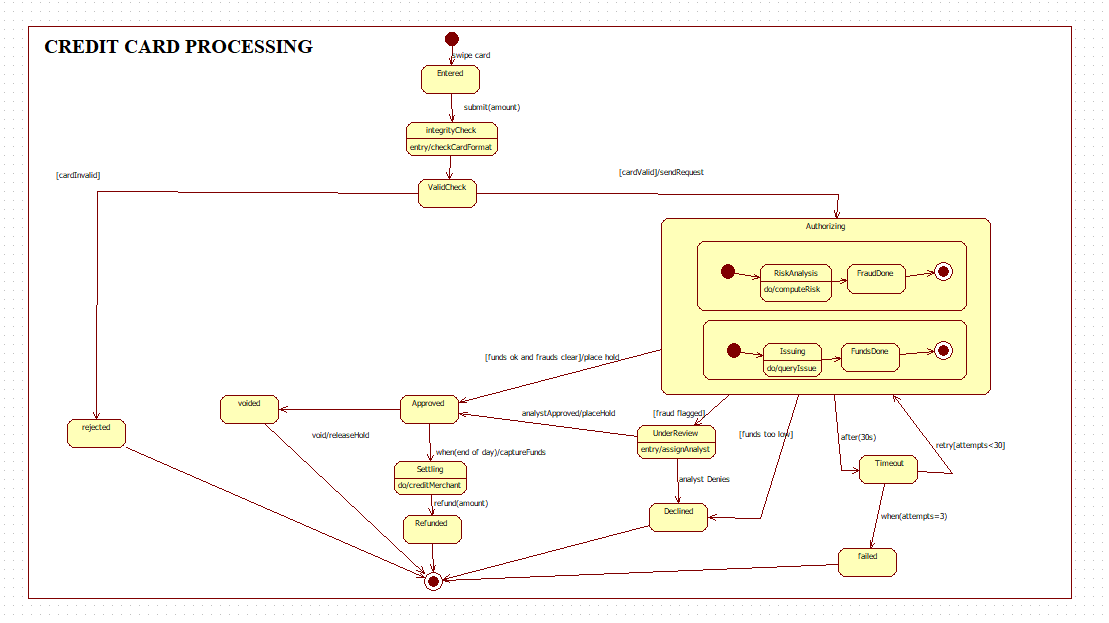 CREDIT CARD PROCESSING
swipe card
Entered
submit(amount)
integrityCheck
entry/checkCardFormat
[cardInvalid]
[cardValid]/sendRequest
ValidCheck
Authorizing
RiskAnalysis
do/computeRisk
FraudDone
Issuing
do/queryIssue
FundsDone
[funds ok and frauds clear]/place hold
voided
Approved
analystApproved/placeHold
[fraud flagged]
rejected
void/releaseHold
UnderReview
entry/assignAnalyst
[funds too low]
after(30s)
retry[attempts<30]
when(end of day)/captureFunds
Settling
do/creditMerchant
analyst Denies
Timeout
refund(amount)
Refunded
Declined
when(attempts=3)
failed